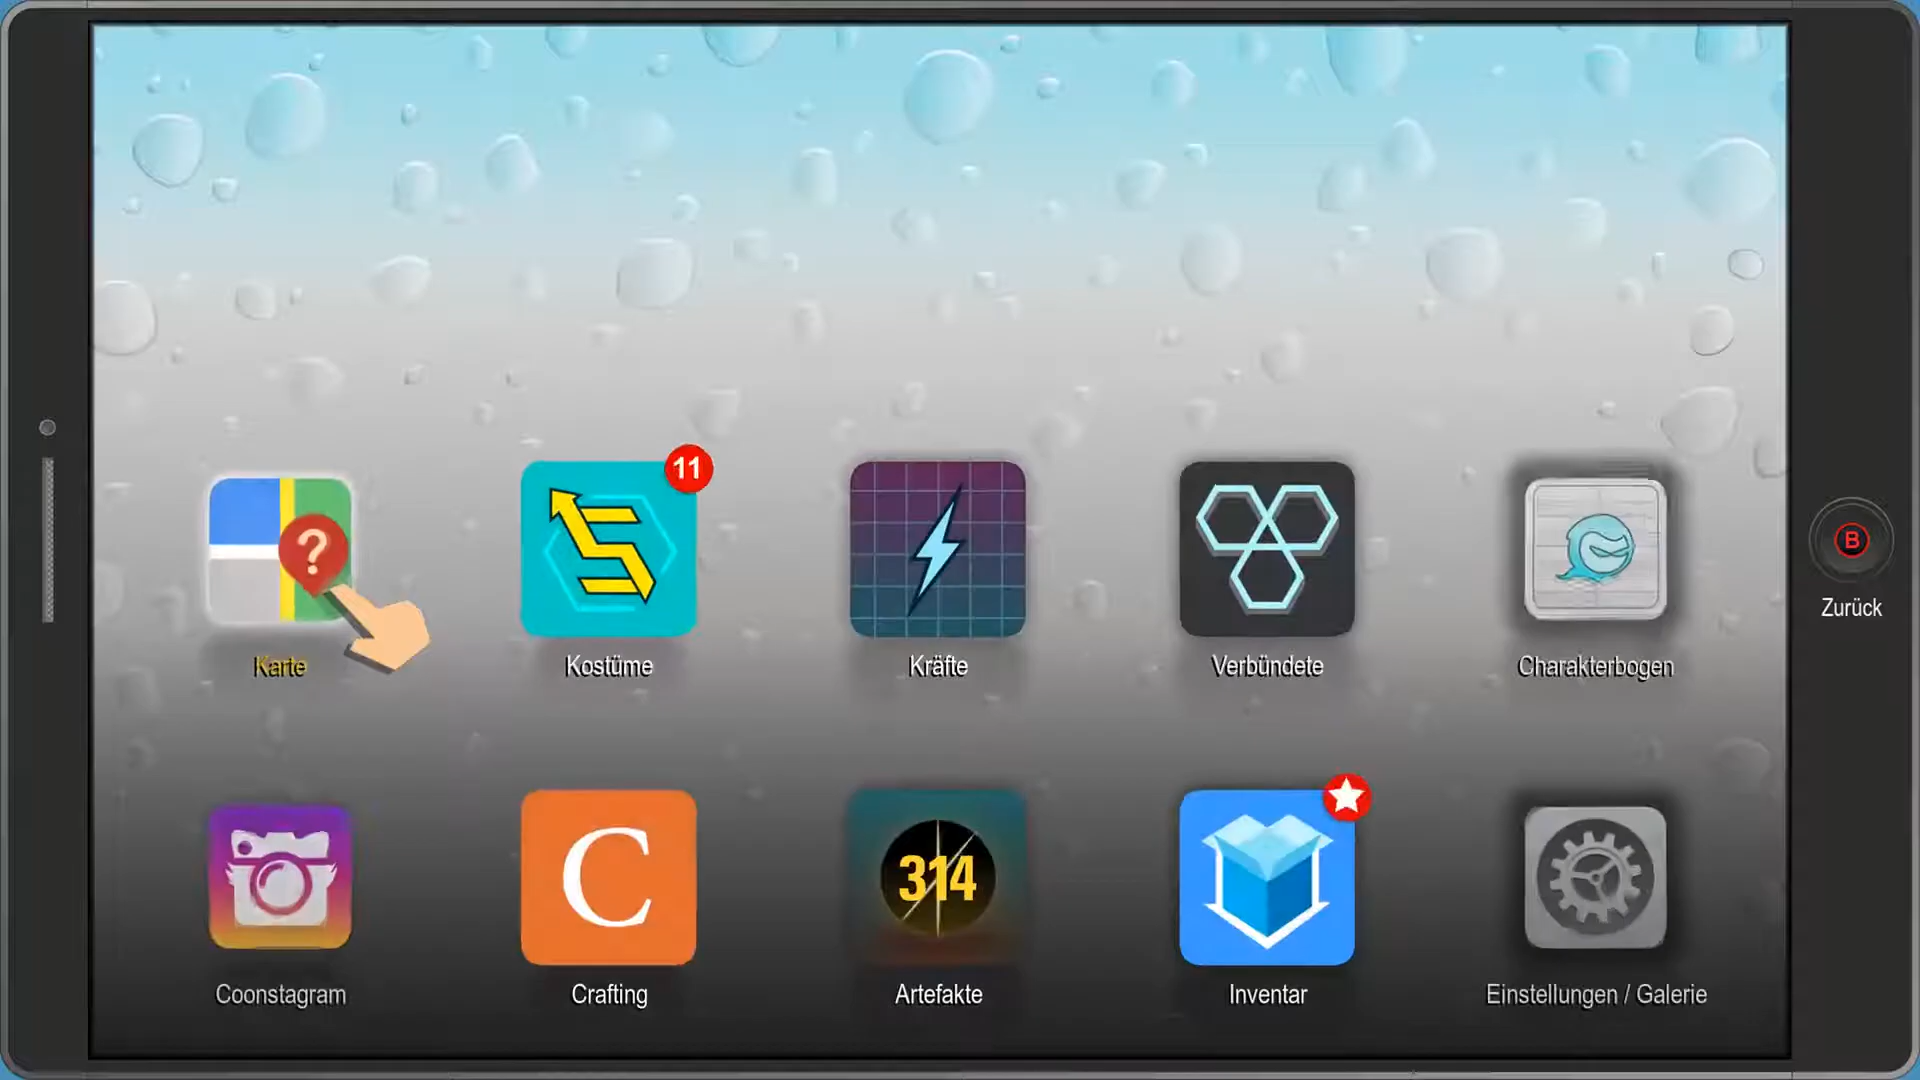 11
?
Karte
Kostüme
Kräfte
Verbündete
Charakterbogen
B
Zurück
C
314
Coonstagram
Crafting
Artefakte
Inventar
Einstellungen / Galerie